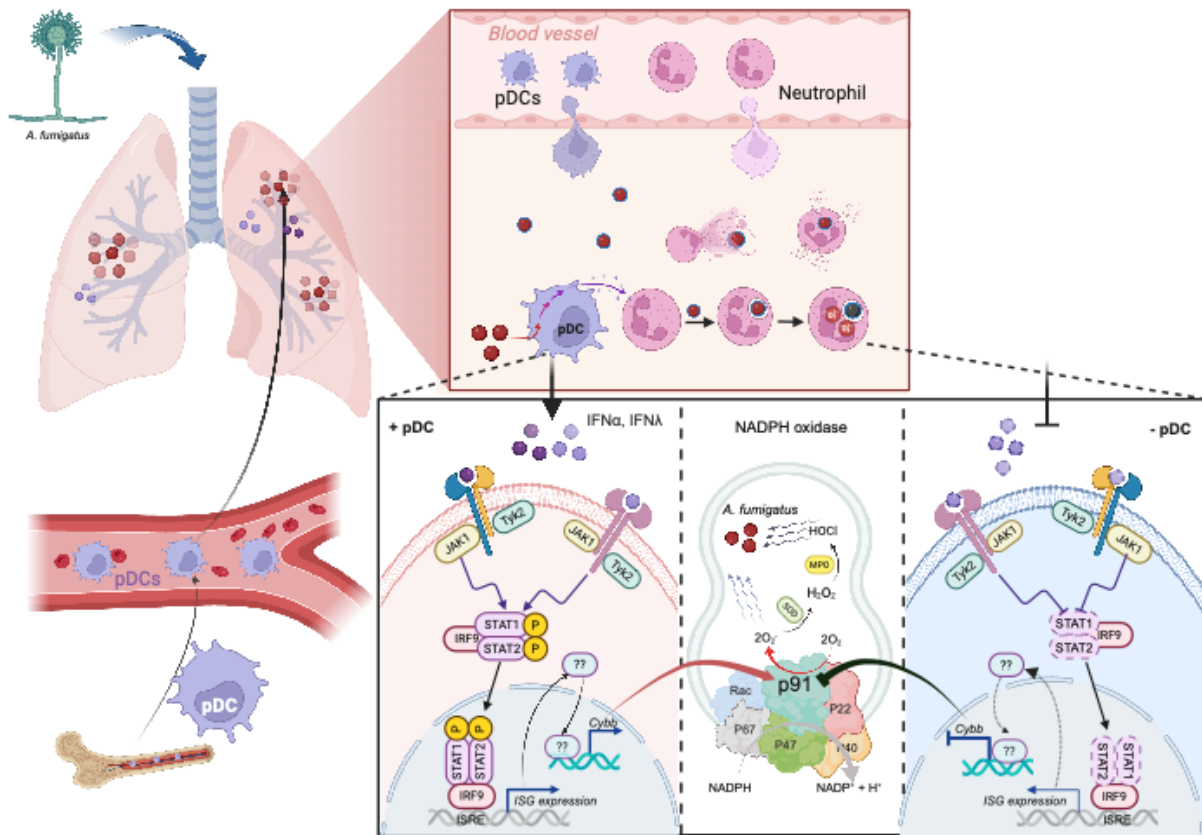 A. fumigatus
Blood vessel
pDCs
Neutrophil
pDC
pDCs
pDC
+ pDC
IFNα, IFNλ
JAK1
Tyk2
JAK1
Tyk2
STAT1
P
IRF9
STAT2
P
??
??
Cybb
P
P
STAT1
STAT2
IRF9
ISG expression
ISRE
NADPH oxidase
A. fumigatus
HOCl
MPO
H₂O₂
SOD
2O₂
2O₂
p91
Rac
P22
P67
P47
P40
NADPH
NADP⁺ + H⁺
- pDC
Tyk2
JAK1
Tyk2
JAK1
STAT1
IRF9
STAT2
??
Cybb
??
STAT2
STAT1
IRF9
ISG expression
ISRE